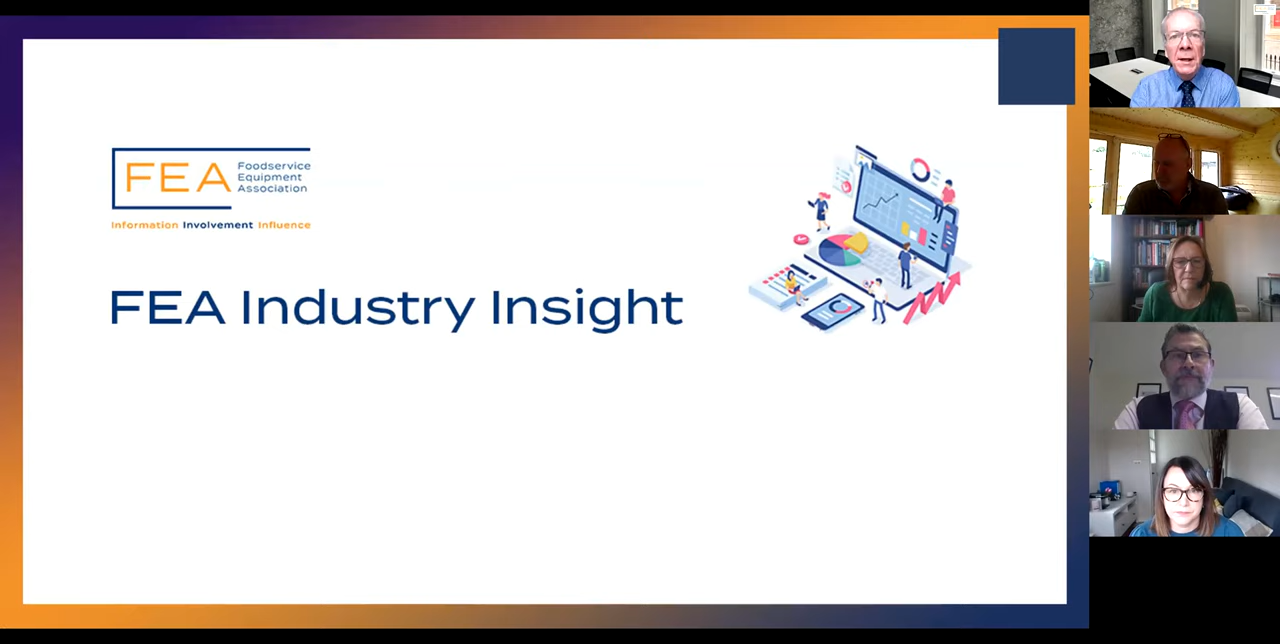 FEA
Foodservice
Equipment
Association
Information Involvement Influence
FEA Industry Insight